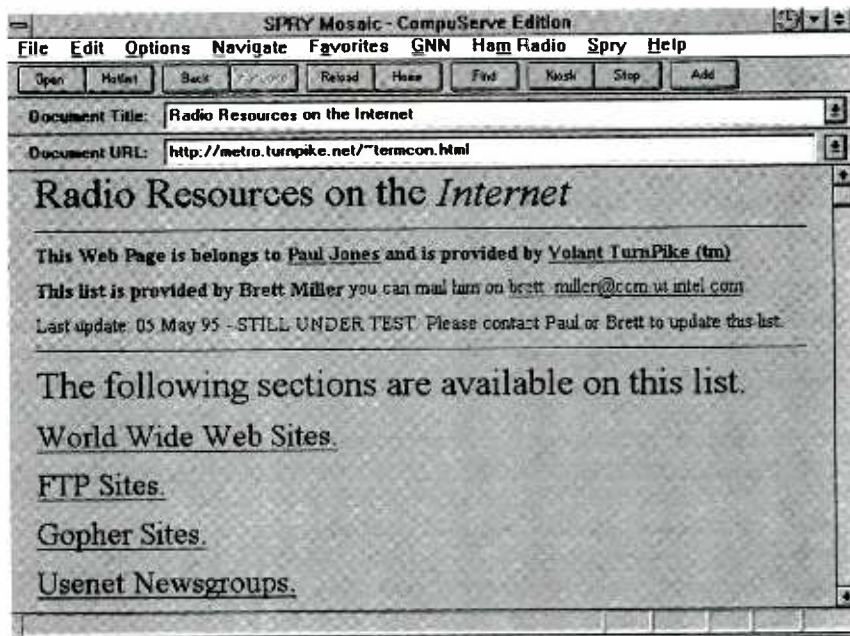 SPRY Mosaic - CompuServe Edition
File Edit Options Navigate Favorites GNN Ham Radio Spry Help
Open Hotlist Back Forward Reload Home Find Kiosk Stop Add
Document Title: Radio Resources on the Internet
Document URL: http://metro.turnpike.net/~termcon.html
Radio Resources on the Internet
This Web Page is belongs to Paul Jones and is provided by Volant TurnPike (tm)
This list is provided by Brett Miller you can mail him on brett_miller@ccm.ut.intel.com
Last update: 05 May 95 - STILL UNDER TEST. Please contact Paul or Brett to update this list.
The following sections are available on this list.
World Wide Web Sites.
FTP Sites.
Gopher Sites.
Usenet Newsgroups.